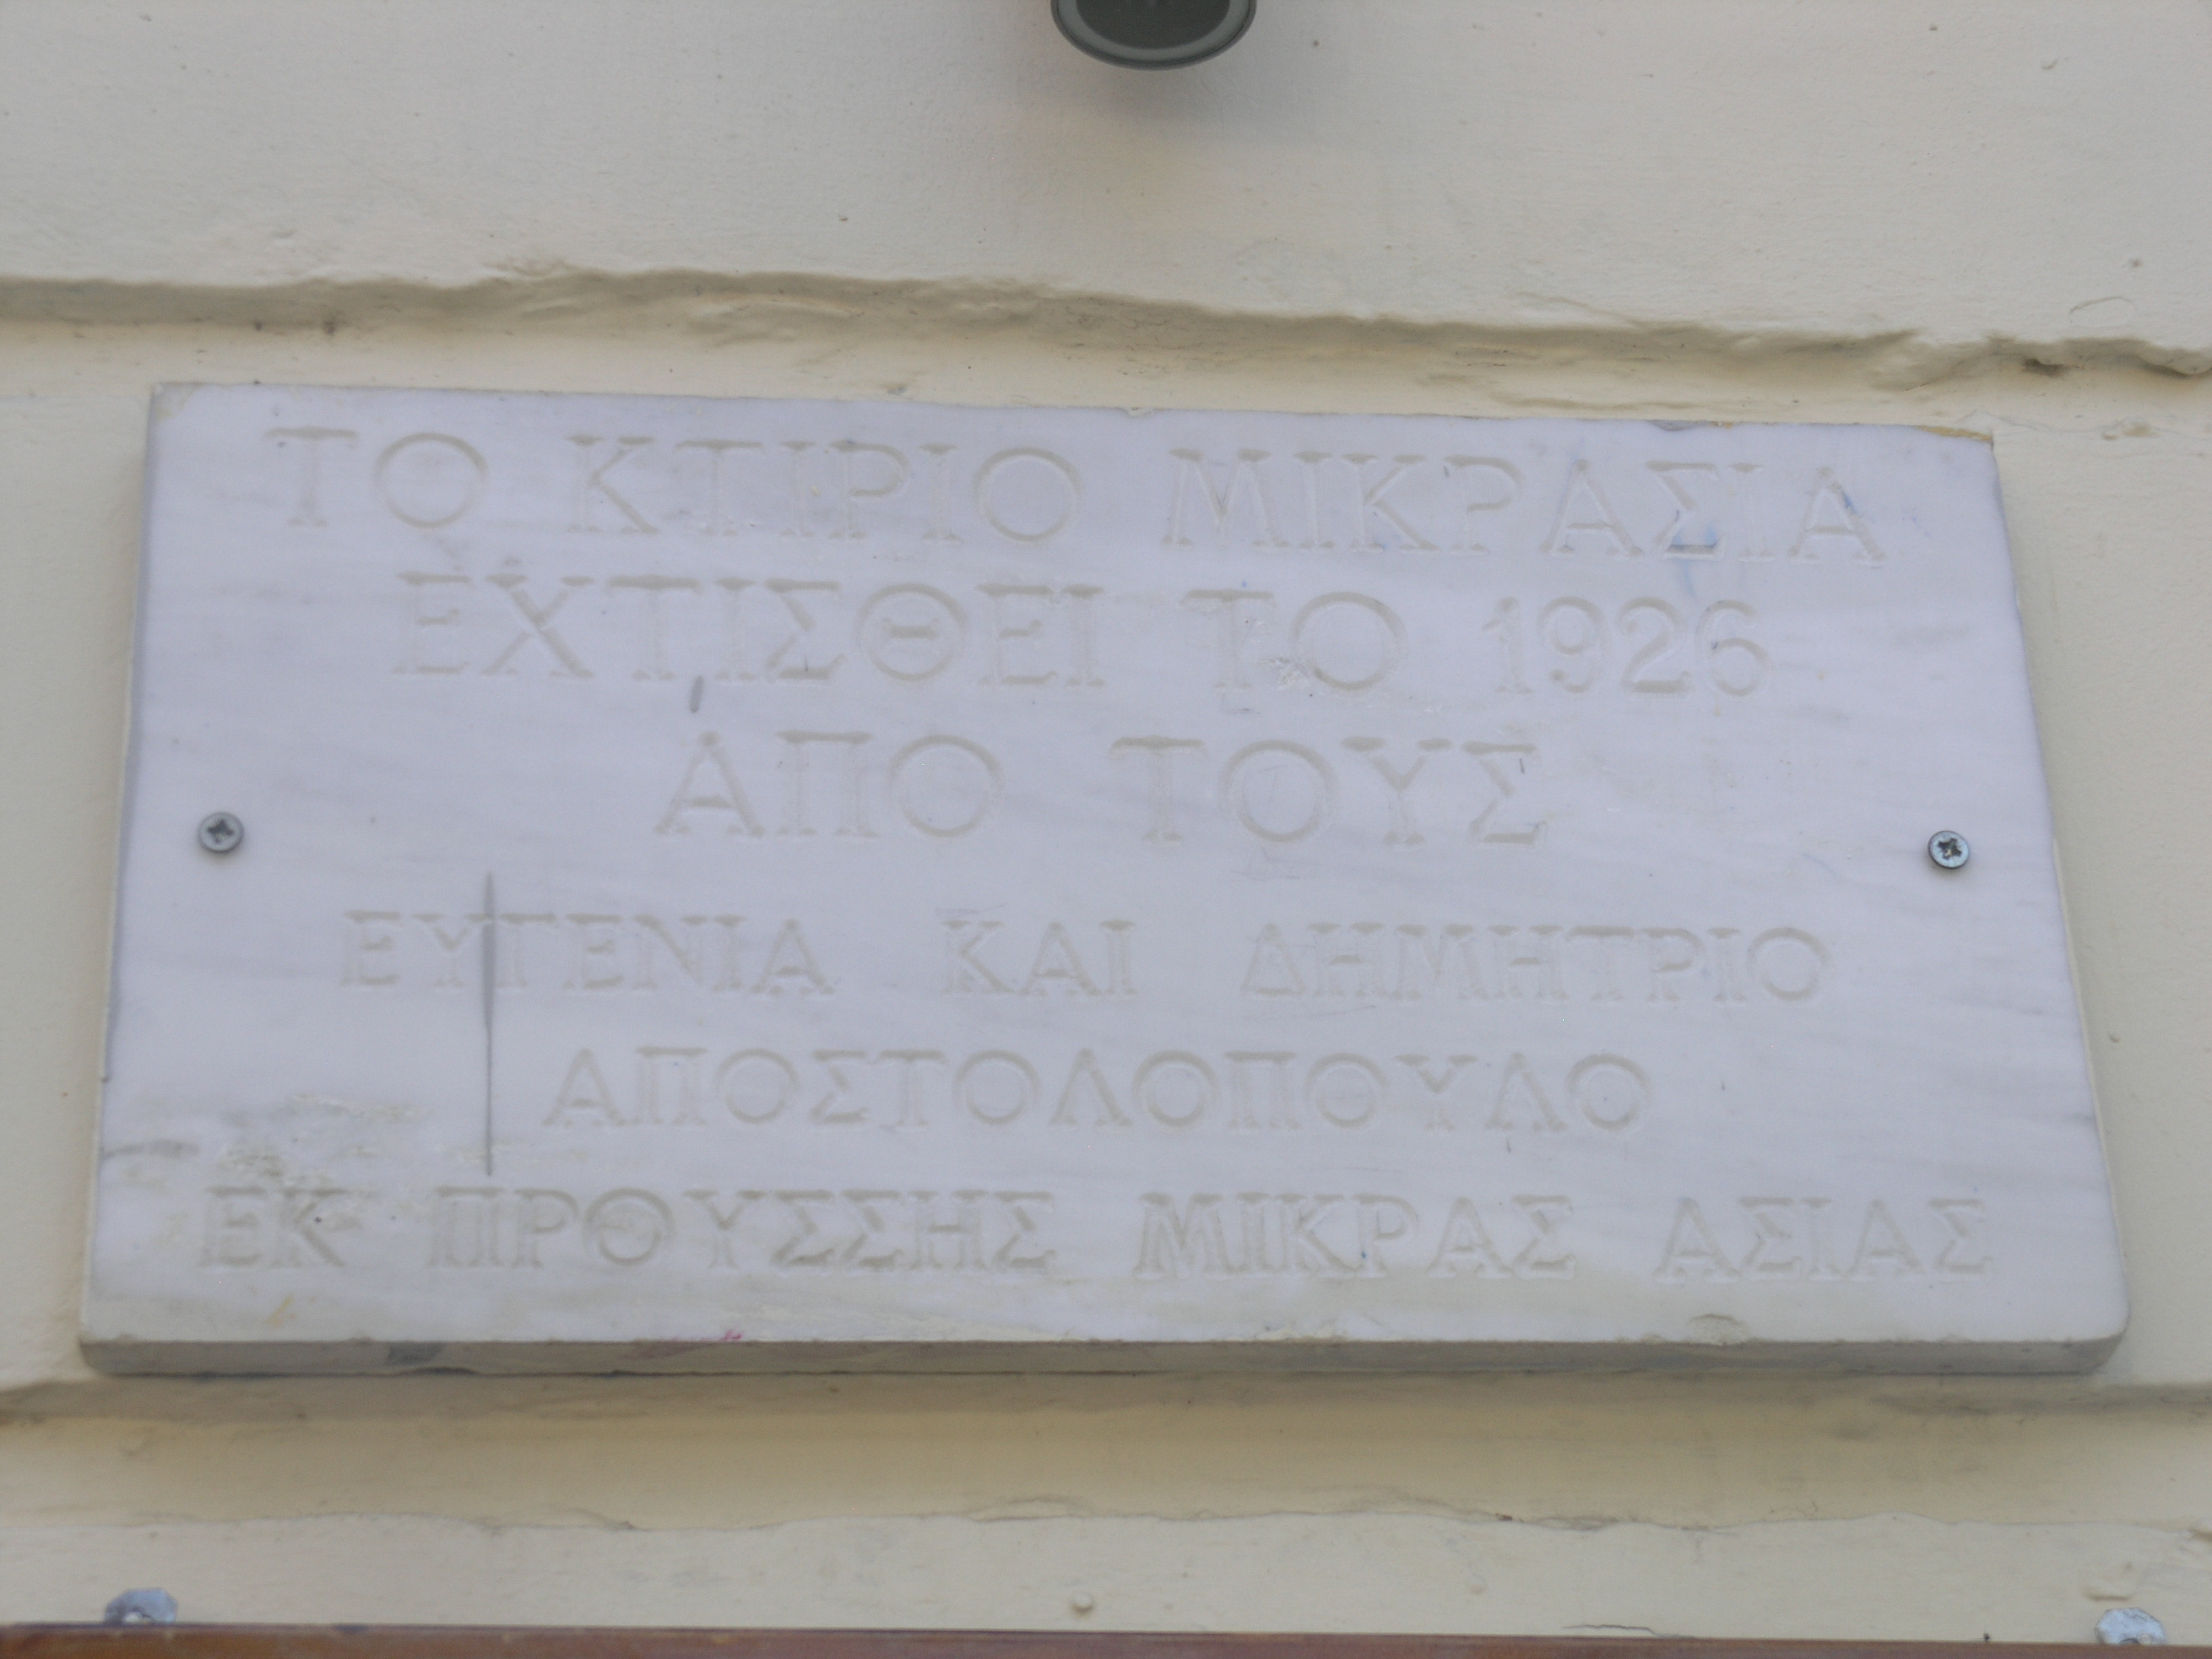 ΤΟ ΚΤΙΡΙΟ ΜΙΚΡΑΣΙΑ
ΕΧΤΙΣΘΕΙ ΤΟ 1926
ΑΠΟ ΤΟΥΣ
ΕΥΓΕΝΙΑ ΚΑΙ ΔΗΜΗΤΡΙΟ
ΑΠΟΣΤΟΛΟΠΟΥΛΟ
ΕΚ ΠΡΟΥΣΣΗΣ ΜΙΚΡΑΣ ΑΣΙΑΣ